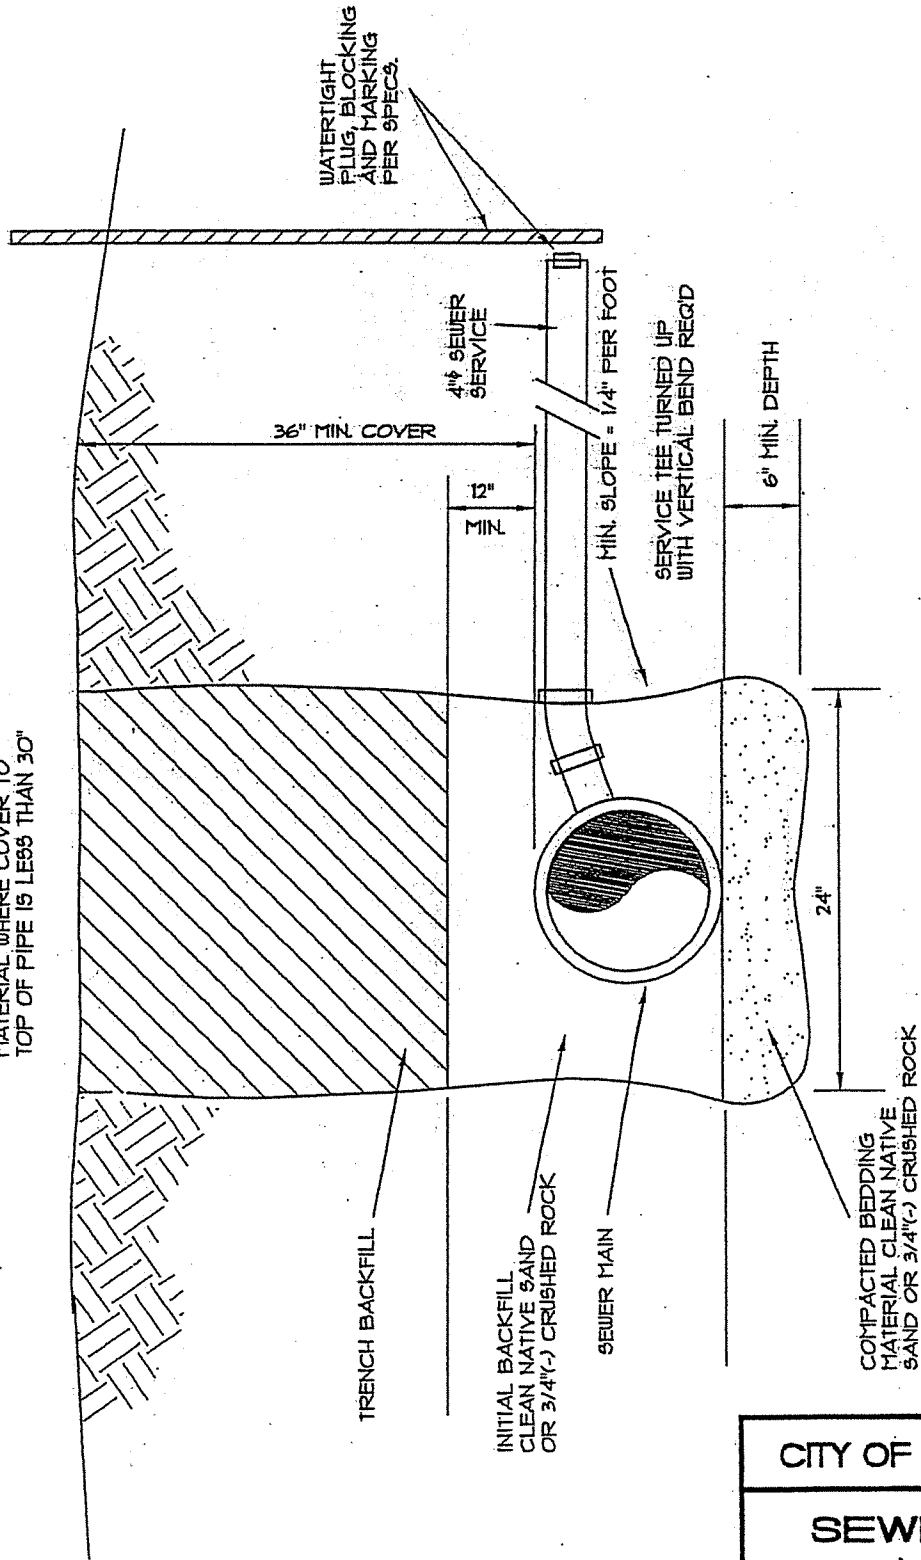 MATERIAL WHERE COVER TO
TOP OF PIPE IS LESS THAN 30"
WATERTIGHT
PLUG, BLOCKING
AND MARKING
PER SPECS.
36" MIN. COVER
12"
MIN.
4"⌀ SEWER
SERVICE
MIN. SLOPE = 1/4" PER FOOT
SERVICE TEE TURNED UP
WITH VERTICAL BEND REQ'D
6" MIN. DEPTH
24"
TRENCH BACKFILL
INITIAL BACKFILL
CLEAN NATIVE SAND
OR 3/4"(-) CRUSHED ROCK
SEWER MAIN
COMPACTED BEDDING
MATERIAL CLEAN NATIVE
SAND OR 3/4"(-) CRUSHED ROCK
CITY OF